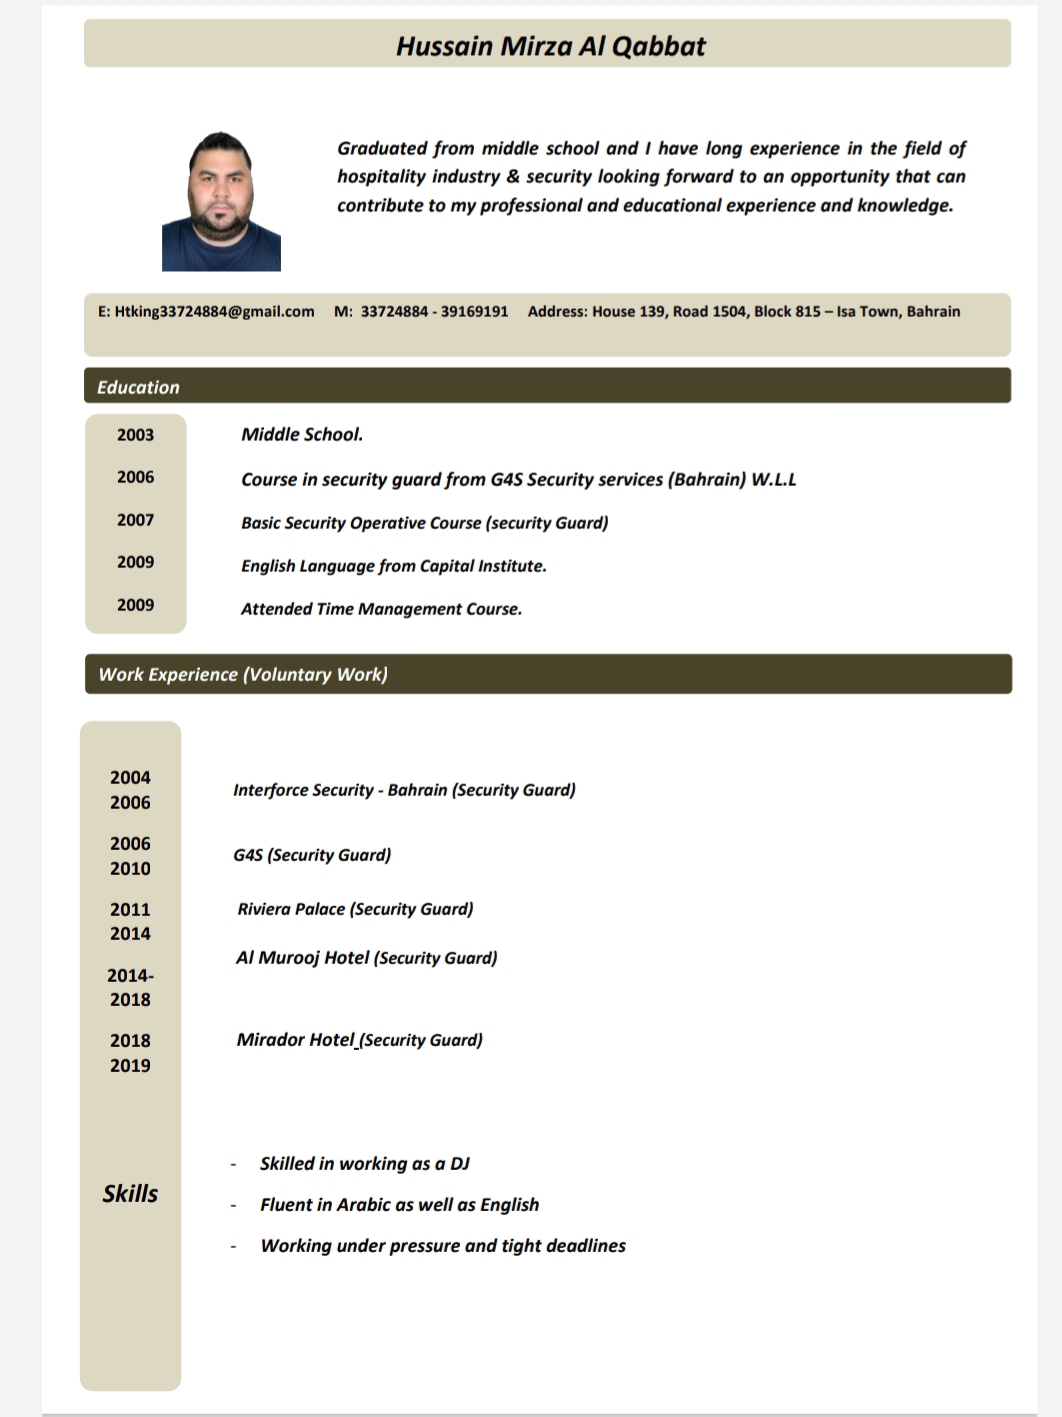 Hussain Mirza Al Qabbat
Graduated from middle school and I have long experience in the field of
hospitality industry & security looking forward to an opportunity that can
contribute to my professional and educational experience and knowledge.
E: Htking33724884@gmail.com M: 33724884 - 39169191 Address: House 139, Road 1504, Block 815 – Isa Town, Bahrain
Education
2003 Middle School.
2006 Course in security guard from G4S Security services (Bahrain) W.L.L
2007 Basic Security Operative Course (security Guard)
2009 English Language from Capital Institute.
2009 Attended Time Management Course.
Work Experience (Voluntary Work)
2004
Interforce Security - Bahrain (Security Guard)
2006
2006
G4S (Security Guard)
2010
2011 Riviera Palace (Security Guard)
2014
Al Murooj Hotel (Security Guard)
2014-
2018
2018 Mirador Hotel (Security Guard)
2019
- Skilled in working as a DJ
Skills
- Fluent in Arabic as well as English
- Working under pressure and tight deadlines